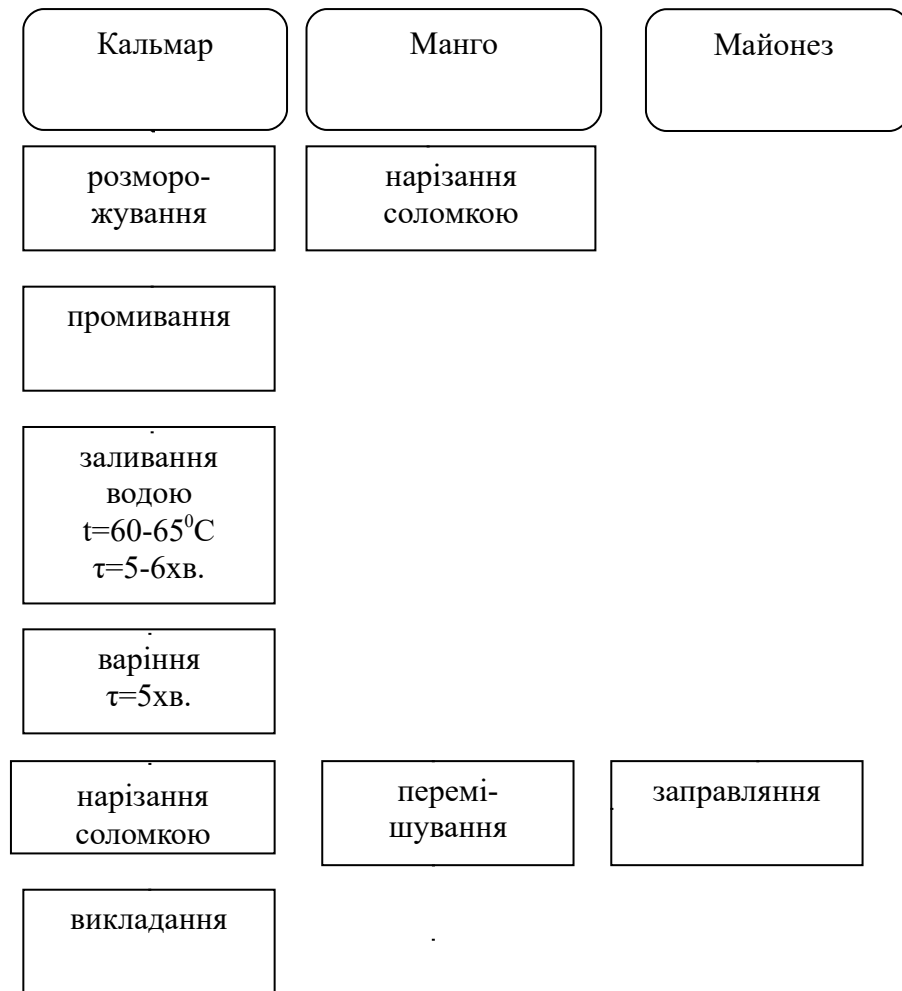 Кальмар
Манго
Майонез
розморо-
жування
нарізання
соломкою
промивання
заливання
водою
t=60-65⁰С
τ=5-6хв.
варіння
τ=5хв.
нарізання
соломкою
перемі-
шування
заправляння
викладання